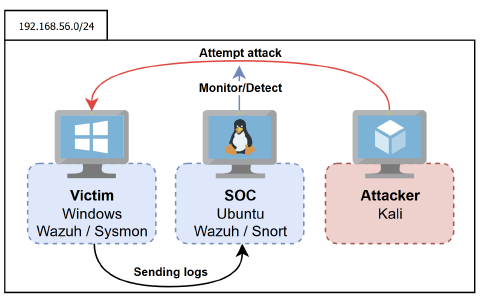 192.168.56.0/24
Attempt attack
Monitor/Detect
Victim
Windows
Wazuh / Sysmon
SOC
Ubuntu
Wazuh / Snort
Attacker
Kali
Sending logs